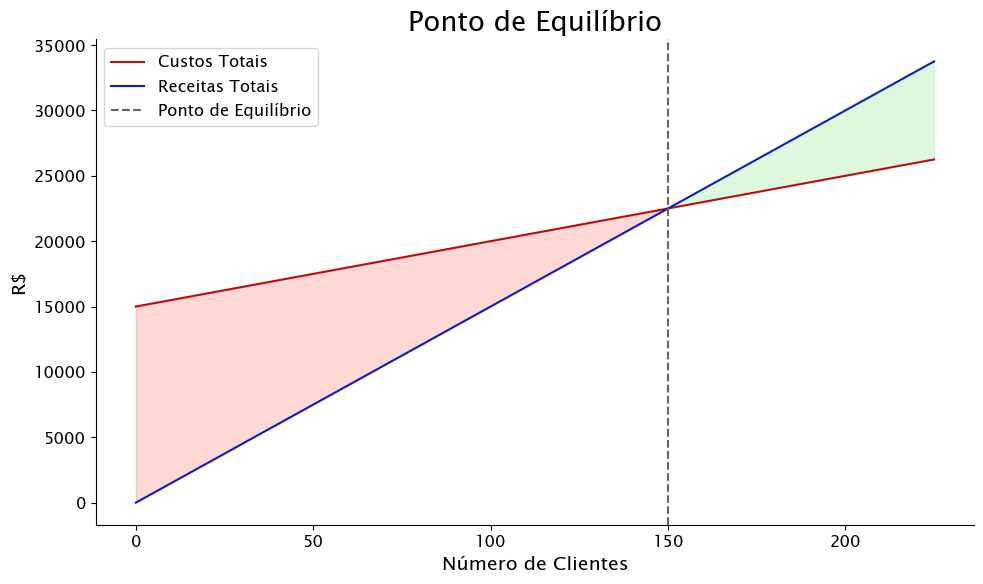 Ponto de Equilíbrio
35000
30000
25000
20000
15000
10000
5000
0
R$
Custos Totais
Receitas Totais
Ponto de Equilíbrio
0 50 100 150 200
Número de Clientes